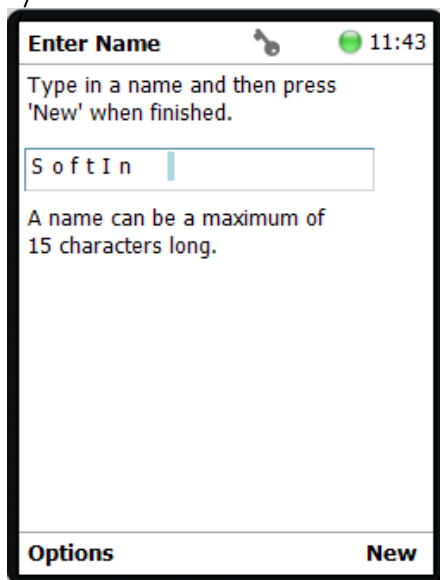 Enter Name 11:43
Type in a name and then press
'New' when finished.
S o f t I n
A name can be a maximum of
15 characters long.
Options New